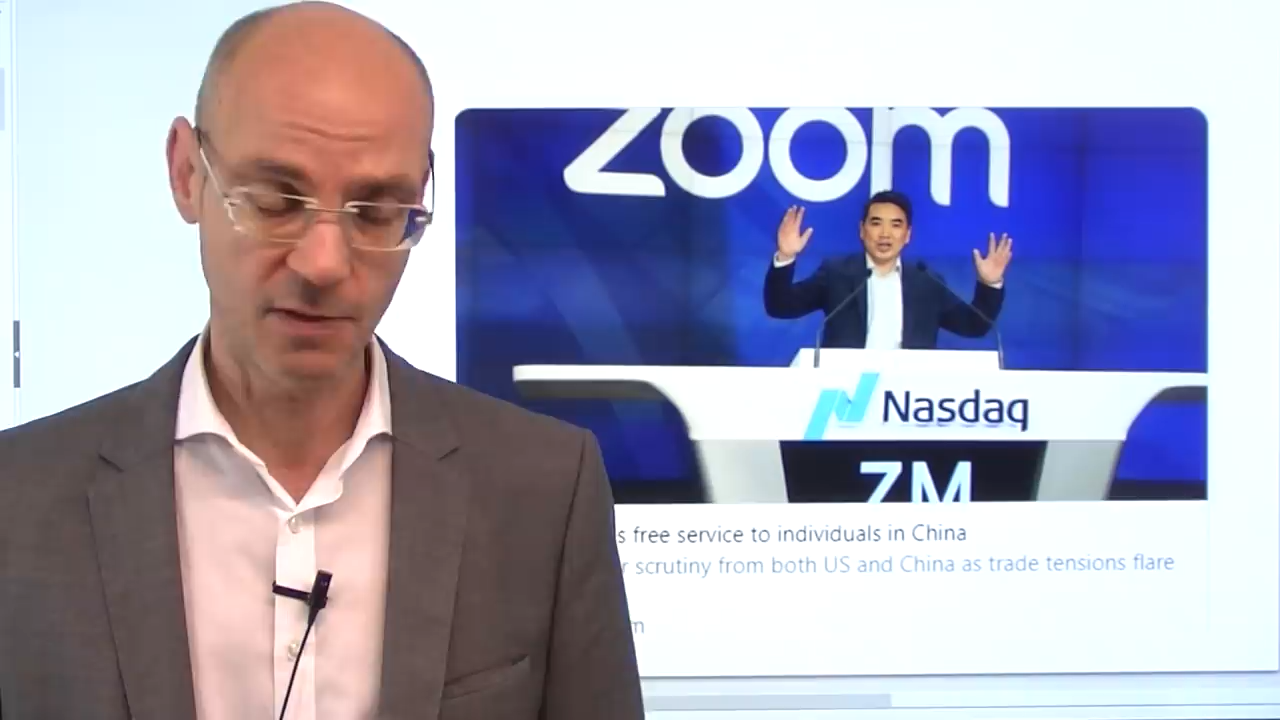 zoom
Nasdaq
ZM
s free service to individuals in China
r scrutiny from both US and China as trade tensions flare
m